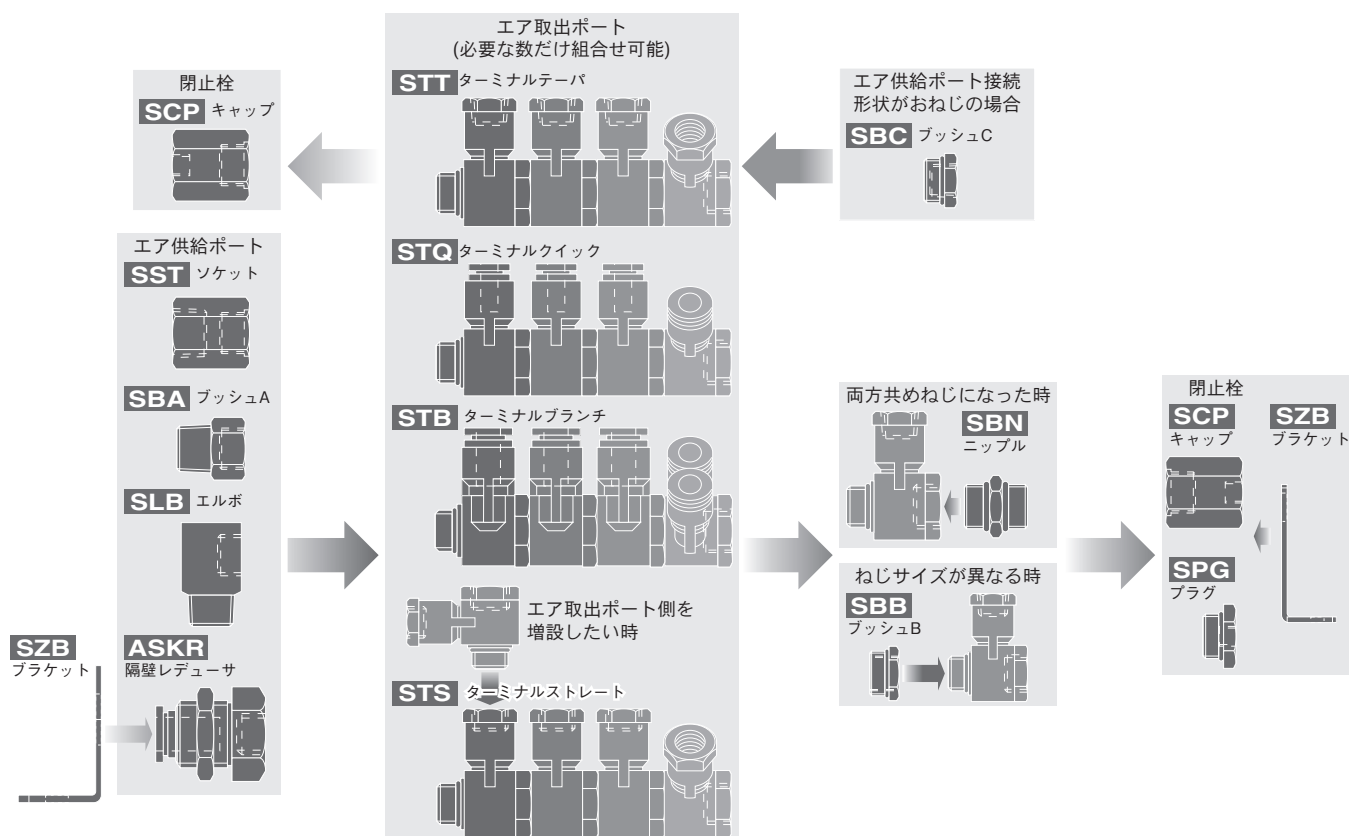 エア取出ポート
(必要な数だけ組合せ可能)
STT ターミナルテーパ
閉止栓
SCP キャップ
エア供給ポート接続
形状がおねじの場合
SBC ブッシュC
エア供給ポート
SST ソケット
STQ ターミナルクイック
SBA ブッシュA
STB ターミナルブランチ
SLB エルボ
両方共めねじになった時
SBN
ニップル
閉止栓
SCP
キャップ
SZB
ブラケット
ねじサイズが異なる時
SBB
ブッシュB
SPG
プラグ
エア取出ポート側を
増設したい時
SZB
ブラケット
ASKR
隔壁レデューサ
STS ターミナルストレート